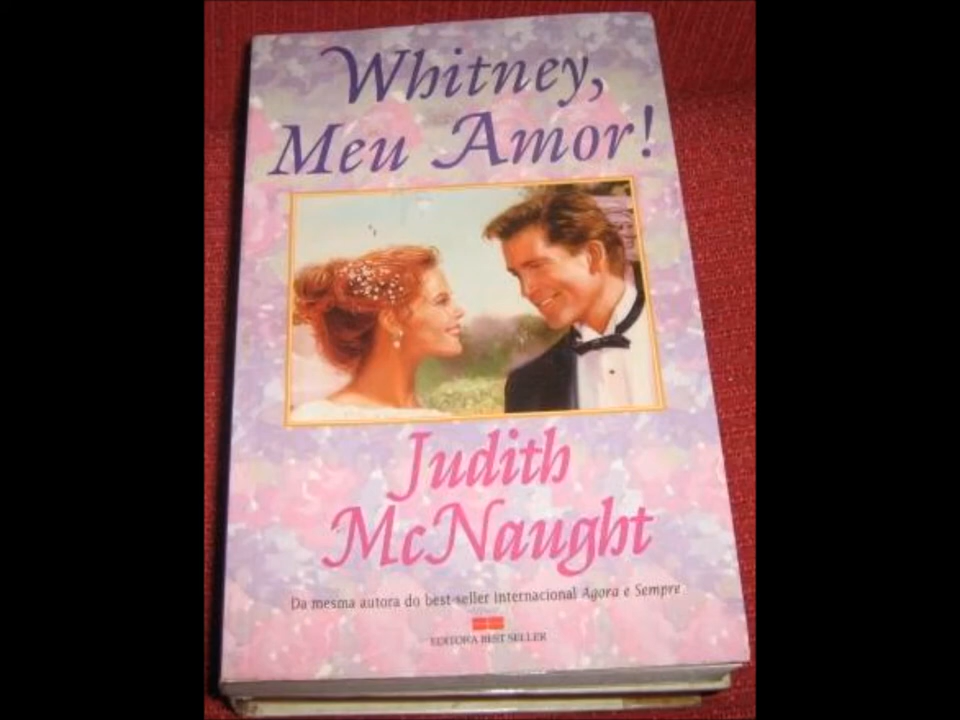 Whitney,
Meu Amor!
Judith
McNaught
Da mesma autora do best-seller internacional Agora e Sempre
EDITORA BEST SELLER